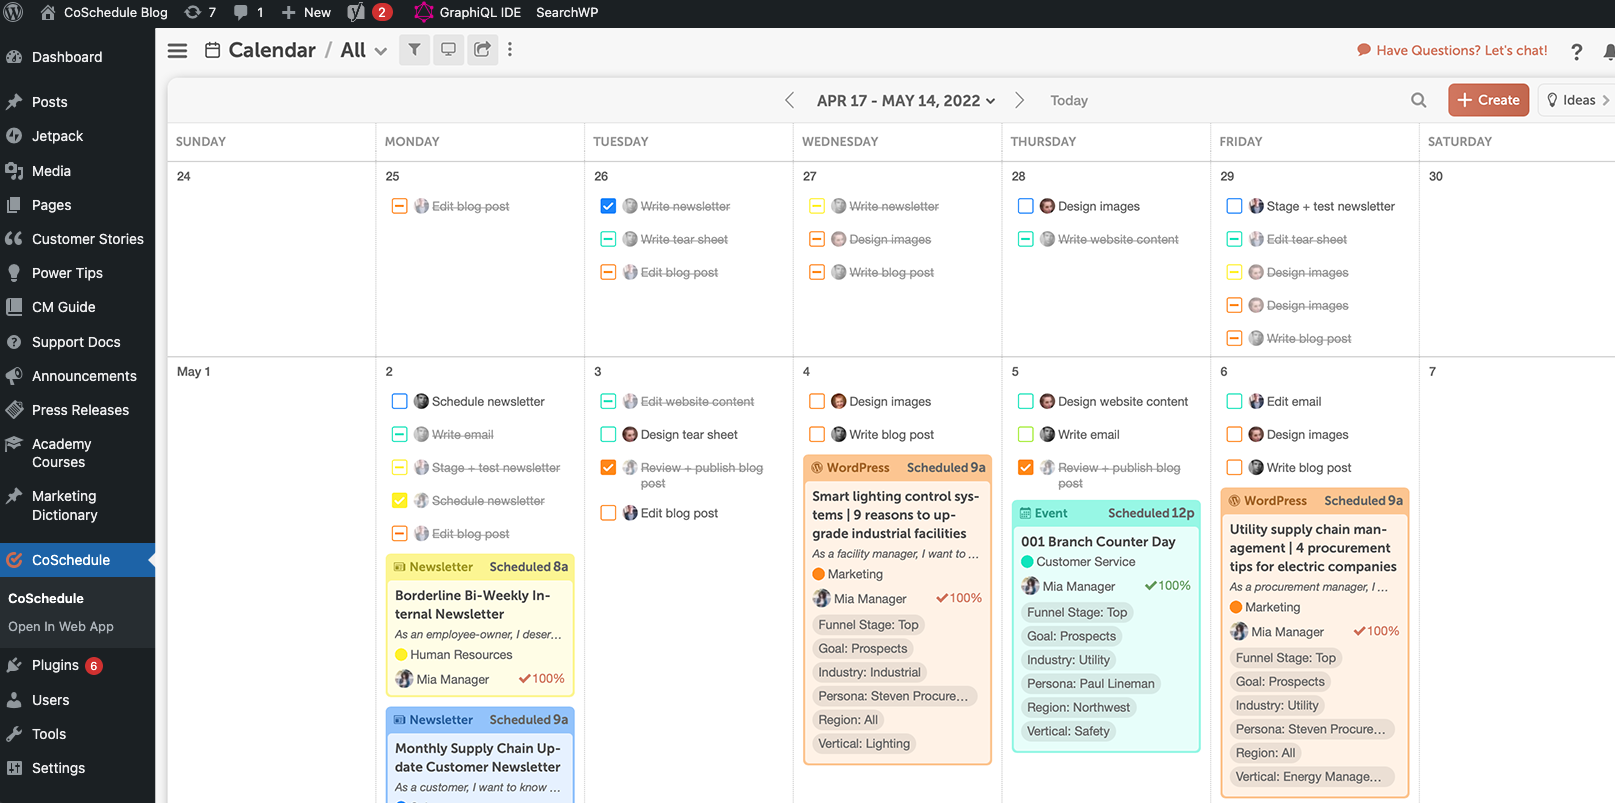 CoSchedule Blog 7 1 New 2 GraphiQL IDE SearchWP
Dashboard
Posts
Jetpack
Media
Pages
Customer Stories
Power Tips
CM Guide
Support Docs
Announcements
Press Releases
Academy
Courses
Marketing
Dictionary
CoSchedule
CoSchedule
Open In Web App
Plugins 6
Users
Tools
Settings
Calendar / All
Have Questions? Let's chat! ?
APR 17 - MAY 14, 2022
Today
Create
Ideas
SUNDAY MONDAY TUESDAY WEDNESDAY THURSDAY FRIDAY SATURDAY
24
25
Edit blog post
26
Write newsletter
Write tear sheet
Edit blog post
27
Write newsletter
Design images
Write blog post
28
Design images
Write website content
29
Stage + test newsletter
Edit tear sheet
Design images
Design images
Write blog post
30
May 1
2
Schedule newsletter
Write email
Stage + test newsletter
Schedule newsletter
Edit blog post
Newsletter Scheduled 8a
Borderline Bi-Weekly In-
ternal Newsletter
As an employee-owner, I deser...
Human Resources
Mia Manager 100%
Newsletter Scheduled 9a
Monthly Supply Chain Up-
date Customer Newsletter
As a customer, I want to know ...
3
Edit website content
Design tear sheet
Review + publish blog
post
Edit blog post
4
Design images
Write blog post
WordPress Scheduled 9a
Smart lighting control sys-
tems | 9 reasons to up-
grade industrial facilities
As a facility manager, I want to ...
Marketing
Mia Manager 100%
Funnel Stage: Top
Goal: Prospects
Industry: Industrial
Persona: Steven Procure...
Region: All
Vertical: Lighting
5
Design website content
Write email
Review + publish blog
post
Event Scheduled 12p
001 Branch Counter Day
Customer Service
Mia Manager 100%
Funnel Stage: Top
Goal: Prospects
Industry: Utility
Persona: Paul Lineman
Region: Northwest
Vertical: Safety
6
Edit email
Design images
Write blog post
WordPress Scheduled 9a
Utility supply chain man-
agement | 4 procurement
tips for electric companies
As a procurement manager, I ...
Marketing
Mia Manager 100%
Funnel Stage: Top
Goal: Prospects
Industry: Utility
Persona: Steven Procure...
Region: All
Vertical: Energy Manage...
7